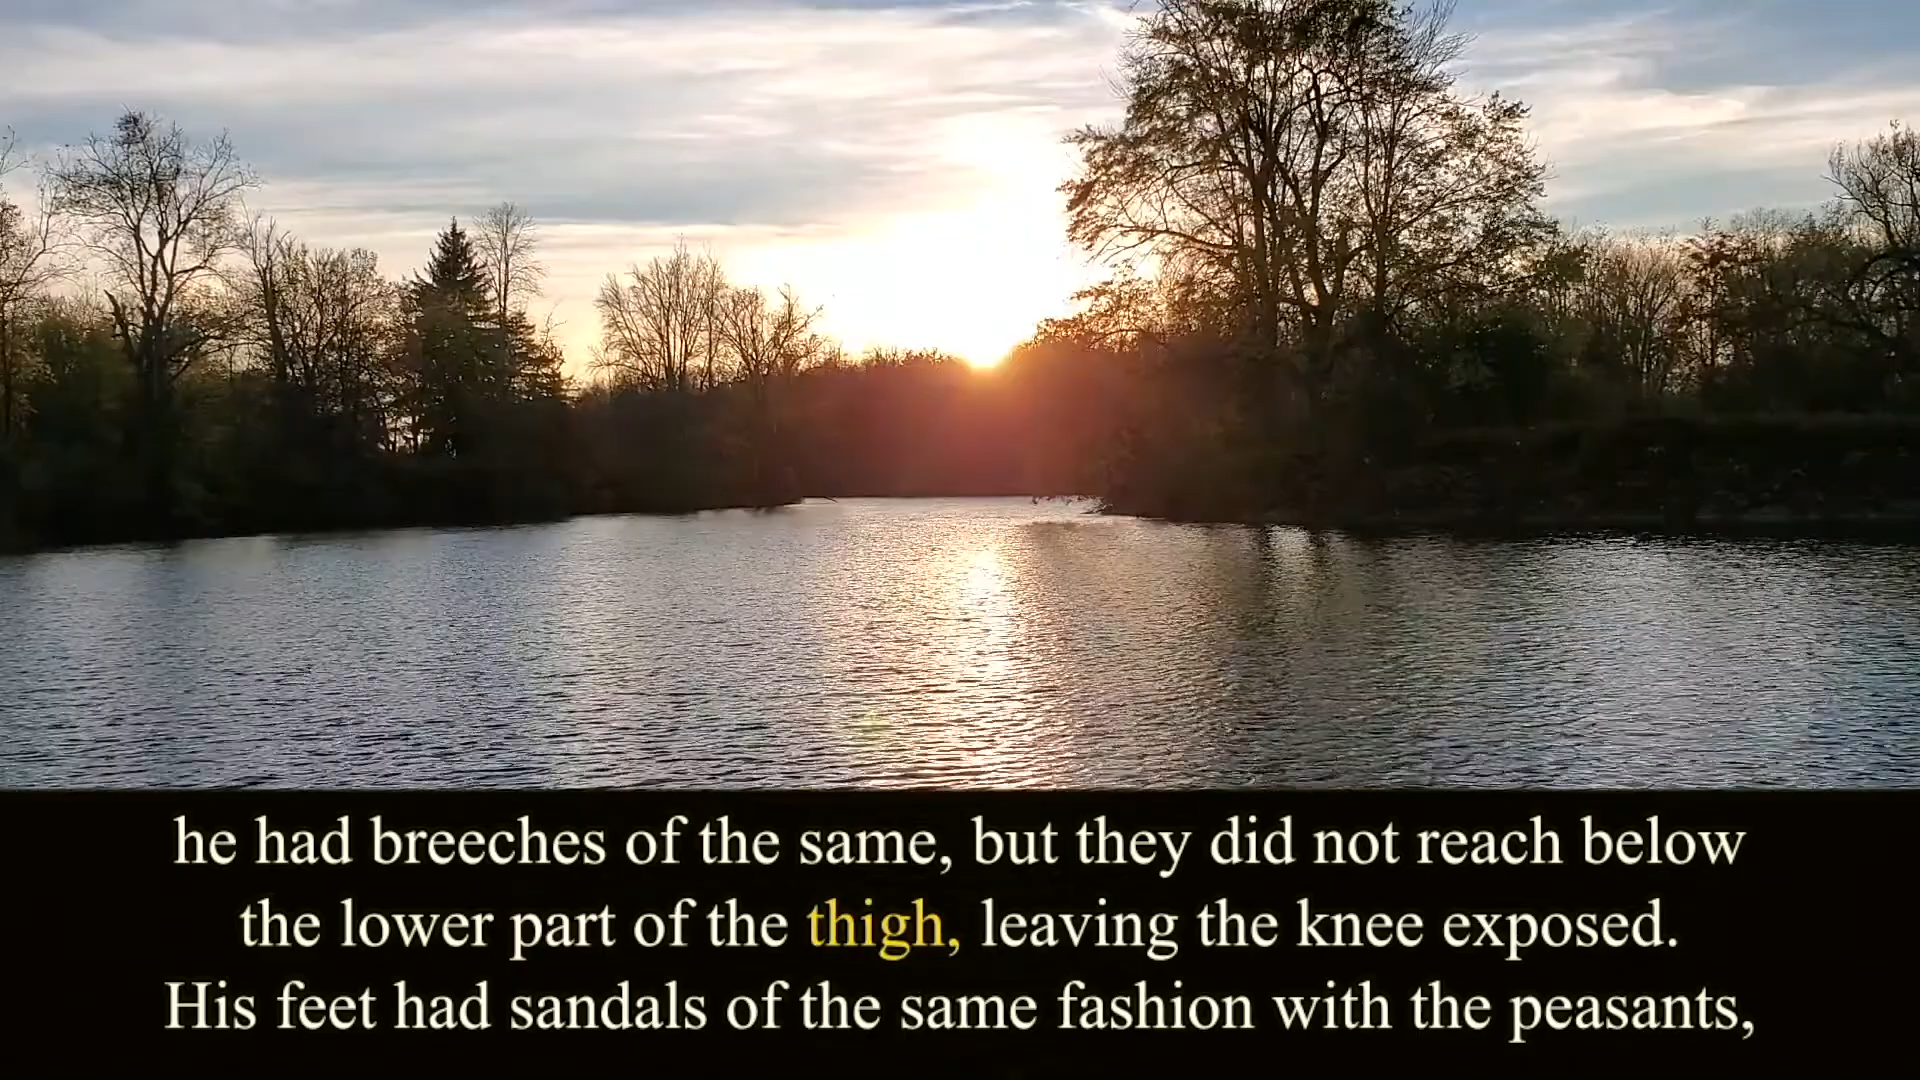 he had breeches of the same, but they did not reach below
the lower part of the thigh, leaving the knee exposed.
His feet had sandals of the same fashion with the peasants,